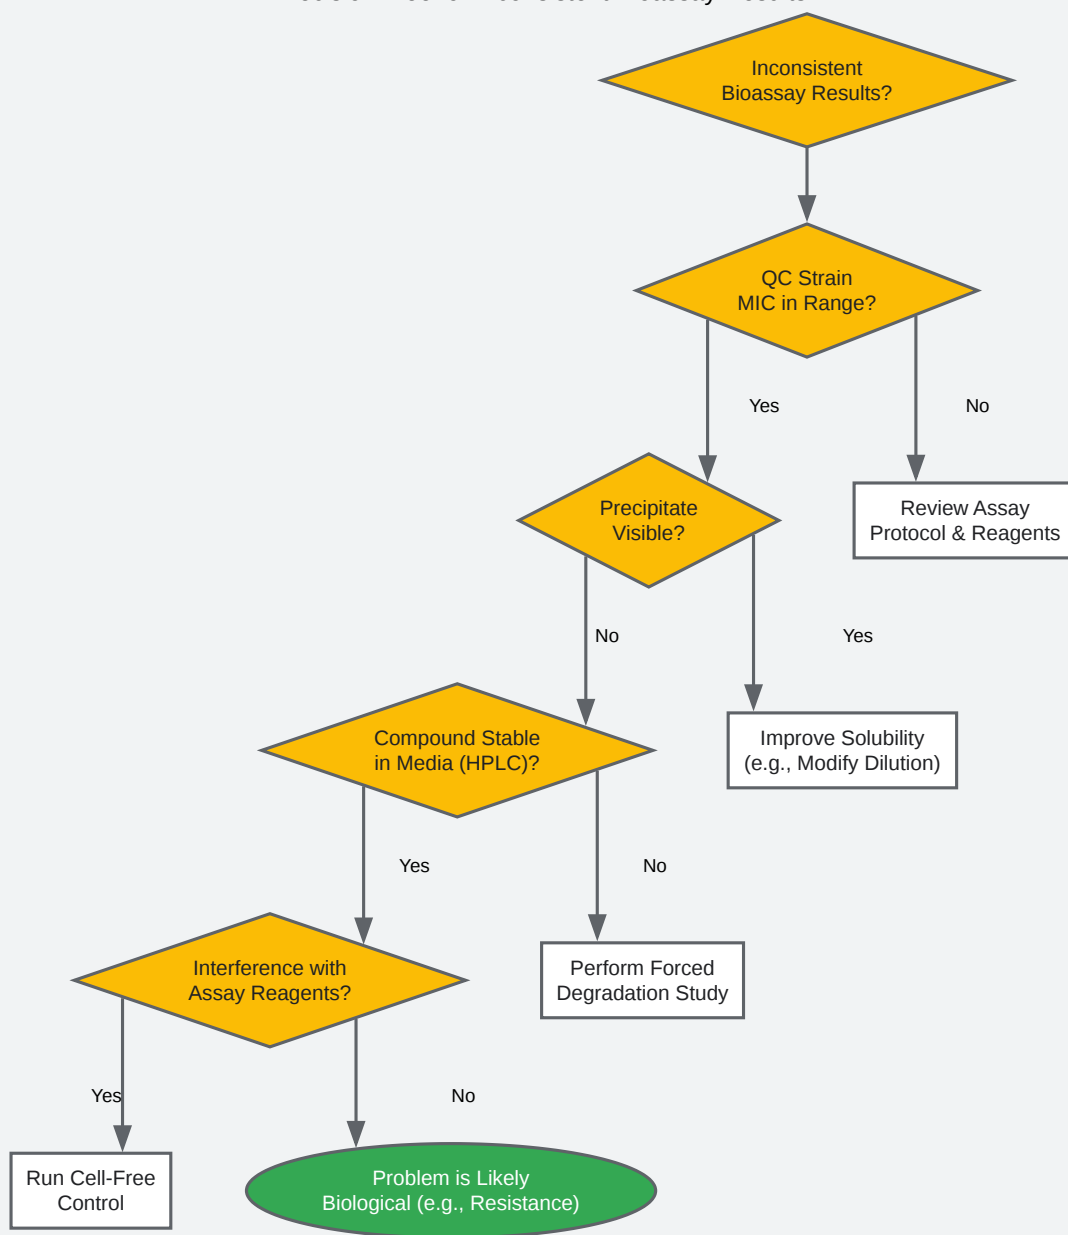 Inconsistent
Bioassay Results?
QC Strain
MIC in Range?
Yes
No
Precipitate
Visible?
Review Assay
Protocol & Reagents
No
Yes
Compound Stable
in Media (HPLC)?
Improve Solubility
(e.g., Modify Dilution)
Yes
No
Interference with
Assay Reagents?
Perform Forced
Degradation Study
Yes
No
Run Cell-Free
Control
Problem is Likely
Biological (e.g., Resistance)